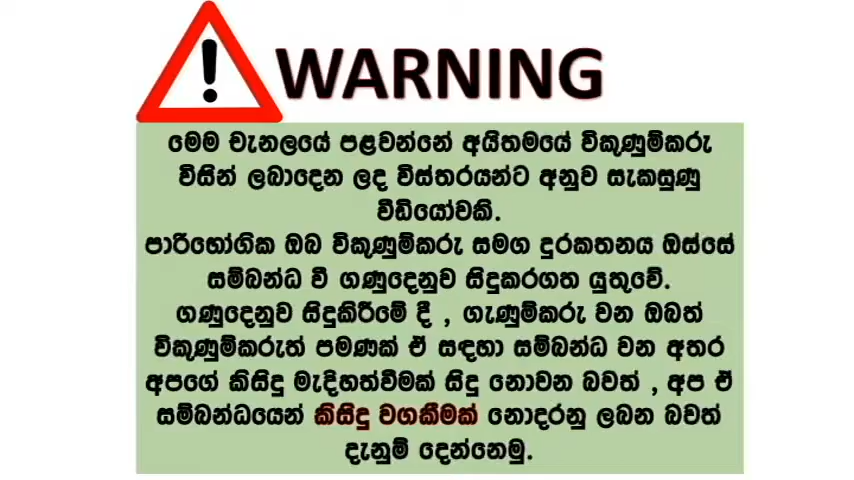 WARNING
මෙම චැනලයේ පළවන්නේ අයිතමයේ විකුණුම්කරු
විසින් ලබාදෙන ලද විස්තරයන්ට අනුව සැකසුණු
වීඩියෝවකි.
පාරිභෝගික ඔබ විකුණුම්කරු සමග දුරකතනය ඔස්සේ
සම්බන්ධ වී ගණුදෙනුව සිදුකරගත යුතුවේ.
ගණුදෙනුව සිදුකිරීමේ දී , ගැණුම්කරු වන ඔබත්
විකුණුම්කරුත් පමණක් ඒ සඳහා සම්බන්ධ වන අතර
අපගේ කිසිදු මැදිහත්වීමක් සිදු නොවන බවත් , අප ඒ
සම්බන්ධයෙන් කිසිදු වගකීමක් නොදරනු ලබන බවත්
දැනුම් දෙන්නෙමු.